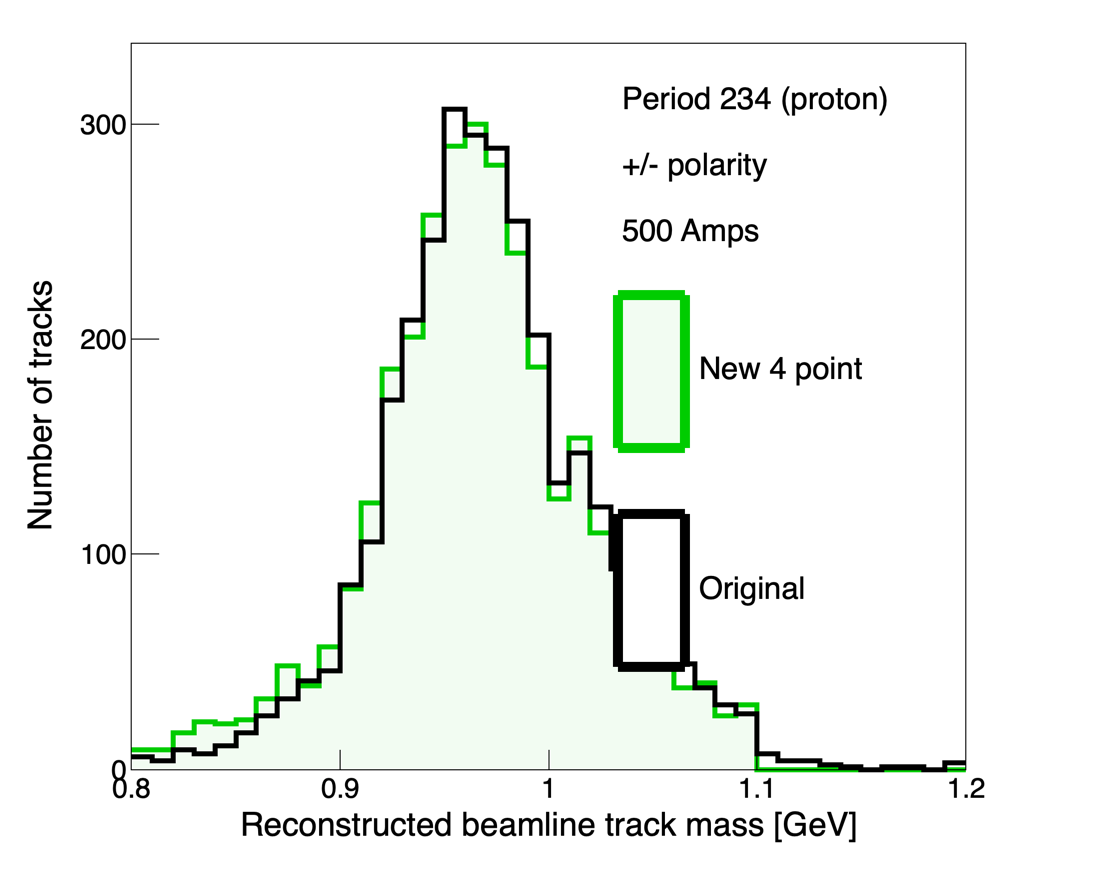 Period 234 (proton)
+/- polarity
500 Amps
New 4 point
Original
Number of tracks
300
200
100
0
0.8
0.9
1
1.1
1.2
Reconstructed beamline track mass [GeV]